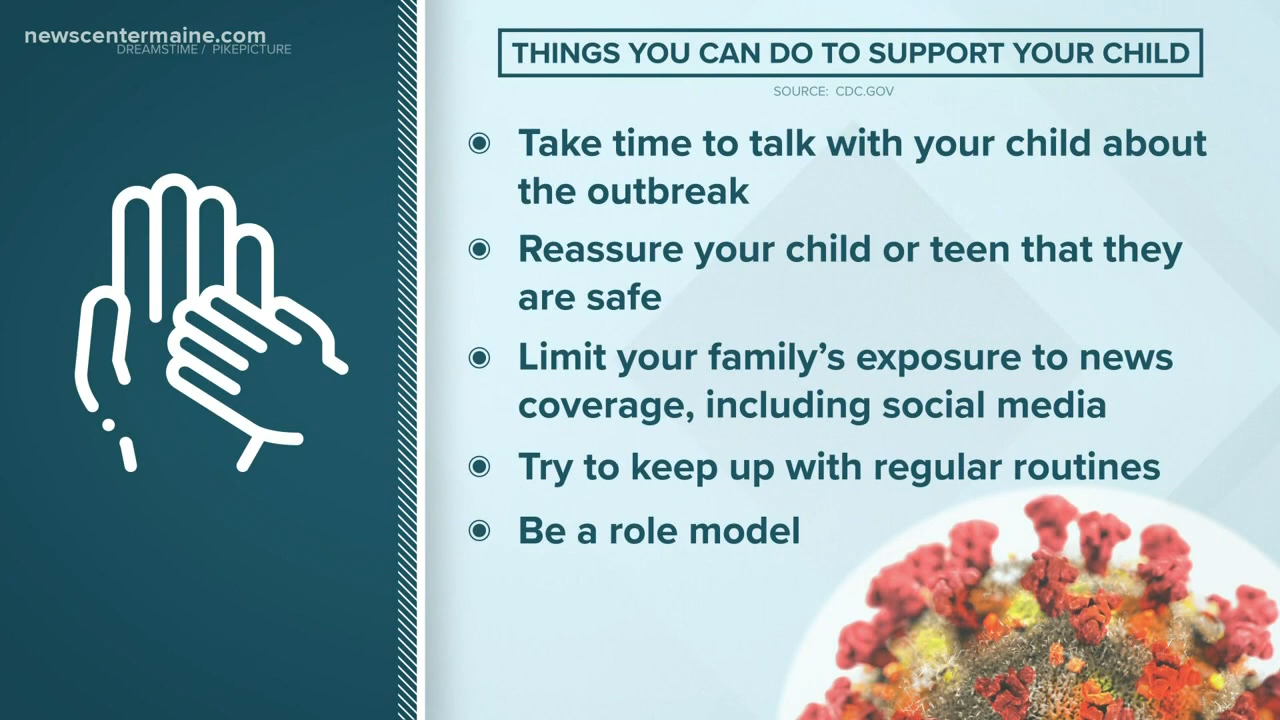 newscentermaine.com
DREAMSTIME / PIKEPICTURE
THINGS YOU CAN DO TO SUPPORT YOUR CHILD
SOURCE: CDC.GOV
Take time to talk with your child about
the outbreak
Reassure your child or teen that they
are safe
Limit your family’s exposure to news
coverage, including social media
Try to keep up with regular routines
Be a role model